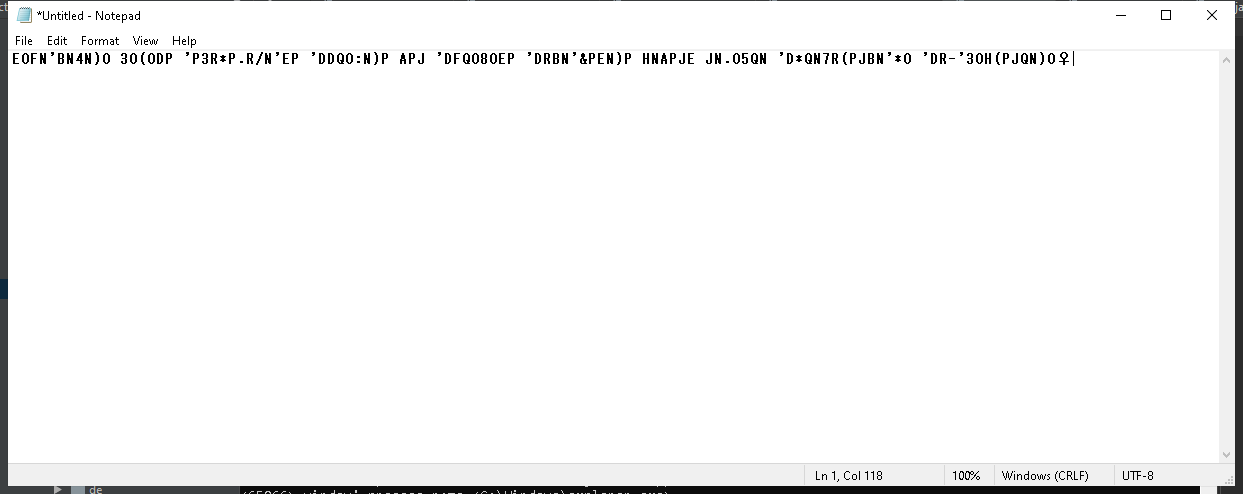 *Untitled - Notepad
File Edit Format View Help
EOFN'BN4N)O 3O(ODP 'P3R*P.R/N'EP 'DDQO:N)P APJ 'DFQO8OEP 'DRBN'&PEN)P HNAPJE JN.O5QN 'D*QN7R(PJBN'*O 'DR-'3OH(PJQN)O♀
Ln 1, Col 118 100% Windows (CRLF) UTF-8
de